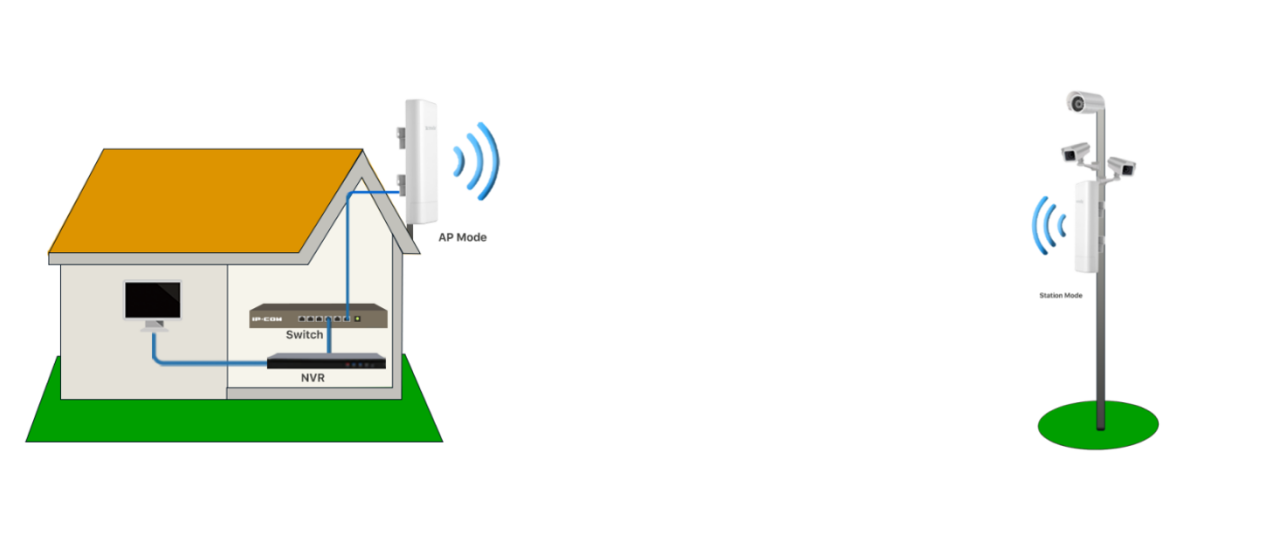 AP Mode
Station Mode
IP-COM
Switch
NVR